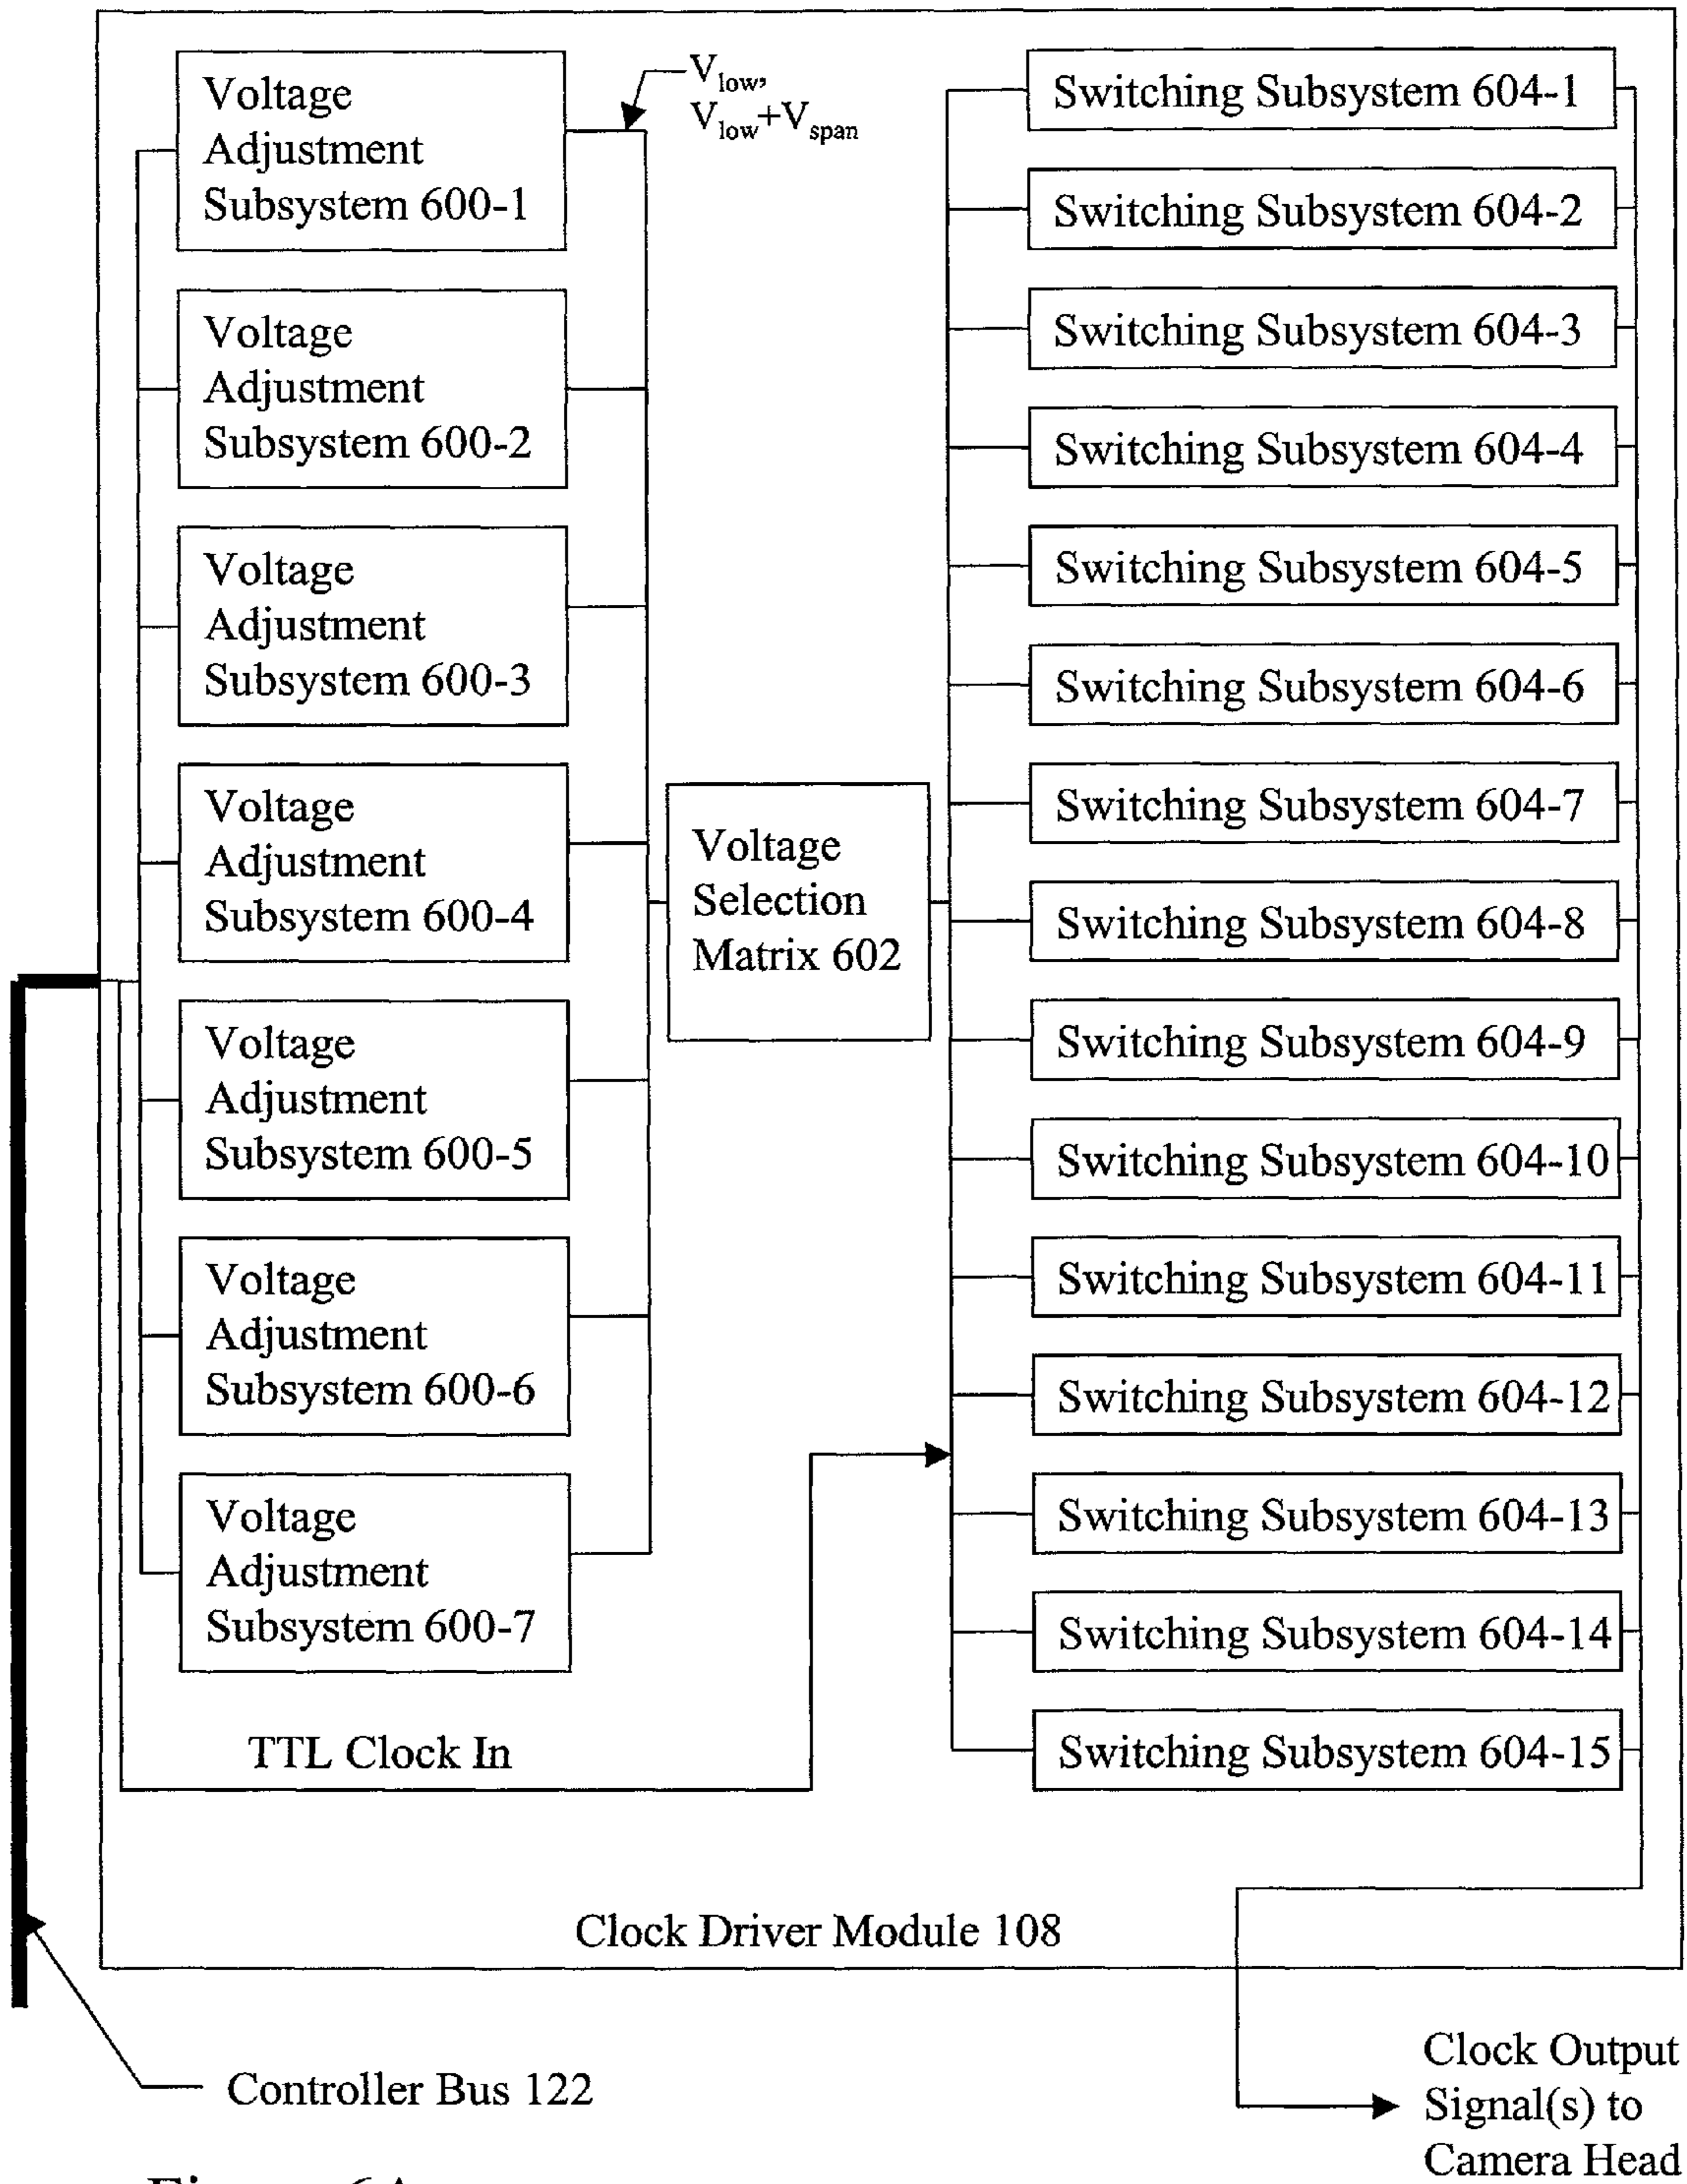 Voltage
Adjustment
Subsystem 600-1
Voltage
Adjustment
Subsystem 600-2
Voltage
Adjustment
Subsystem 600-3
Voltage
Adjustment
Subsystem 600-4
Voltage
Adjustment
Subsystem 600-5
Voltage
Adjustment
Subsystem 600-6
Voltage
Adjustment
Subsystem 600-7
TTL Clock In
Vlow,
Vlow+Vspan
Voltage
Selection
Matrix 602
Switching Subsystem 604-1
Switching Subsystem 604-2
Switching Subsystem 604-3
Switching Subsystem 604-4
Switching Subsystem 604-5
Switching Subsystem 604-6
Switching Subsystem 604-7
Switching Subsystem 604-8
Switching Subsystem 604-9
Switching Subsystem 604-10
Switching Subsystem 604-11
Switching Subsystem 604-12
Switching Subsystem 604-13
Switching Subsystem 604-14
Switching Subsystem 604-15
Clock Driver Module 108
Controller Bus 122
Clock Output
Signal(s) to
Camera Head